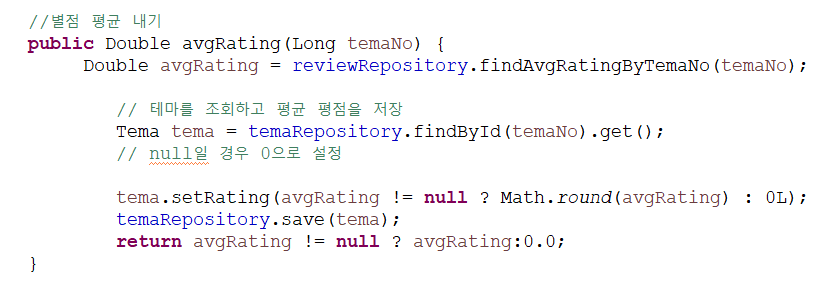 //별점 평균 내기
public Double avgRating(Long temaNo) {
Double avgRating = reviewRepository.findAvgRatingByTemaNo(temaNo);
// 테마를 조회하고 평균 평점을 저장
Tema tema = temaRepository.findById(temaNo).get();
// null일 경우 0으로 설정
tema.setRating(avgRating != null ? Math.round(avgRating) : 0L);
temaRepository.save(tema);
return avgRating != null ? avgRating:0.0;
}